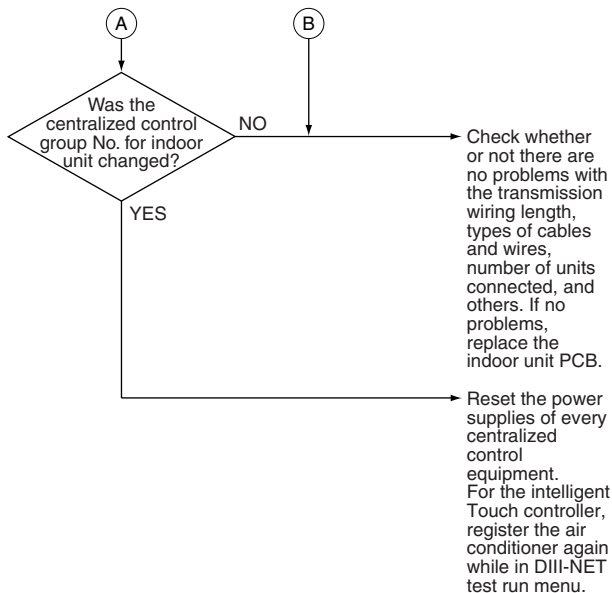 A
B
Was the
centralized control
group No. for indoor
unit changed?
NO
YES
Check whether
or not there are
no problems with
the transmission
wiring length,
types of cables
and wires,
number of units
connected, and
others. If no
problems,
replace the
indoor unit PCB.
Reset the power
supplies of every
centralized
control
equipment.
For the intelligent
Touch controller,
register the air
conditioner again
while in DIII-NET
test run menu.